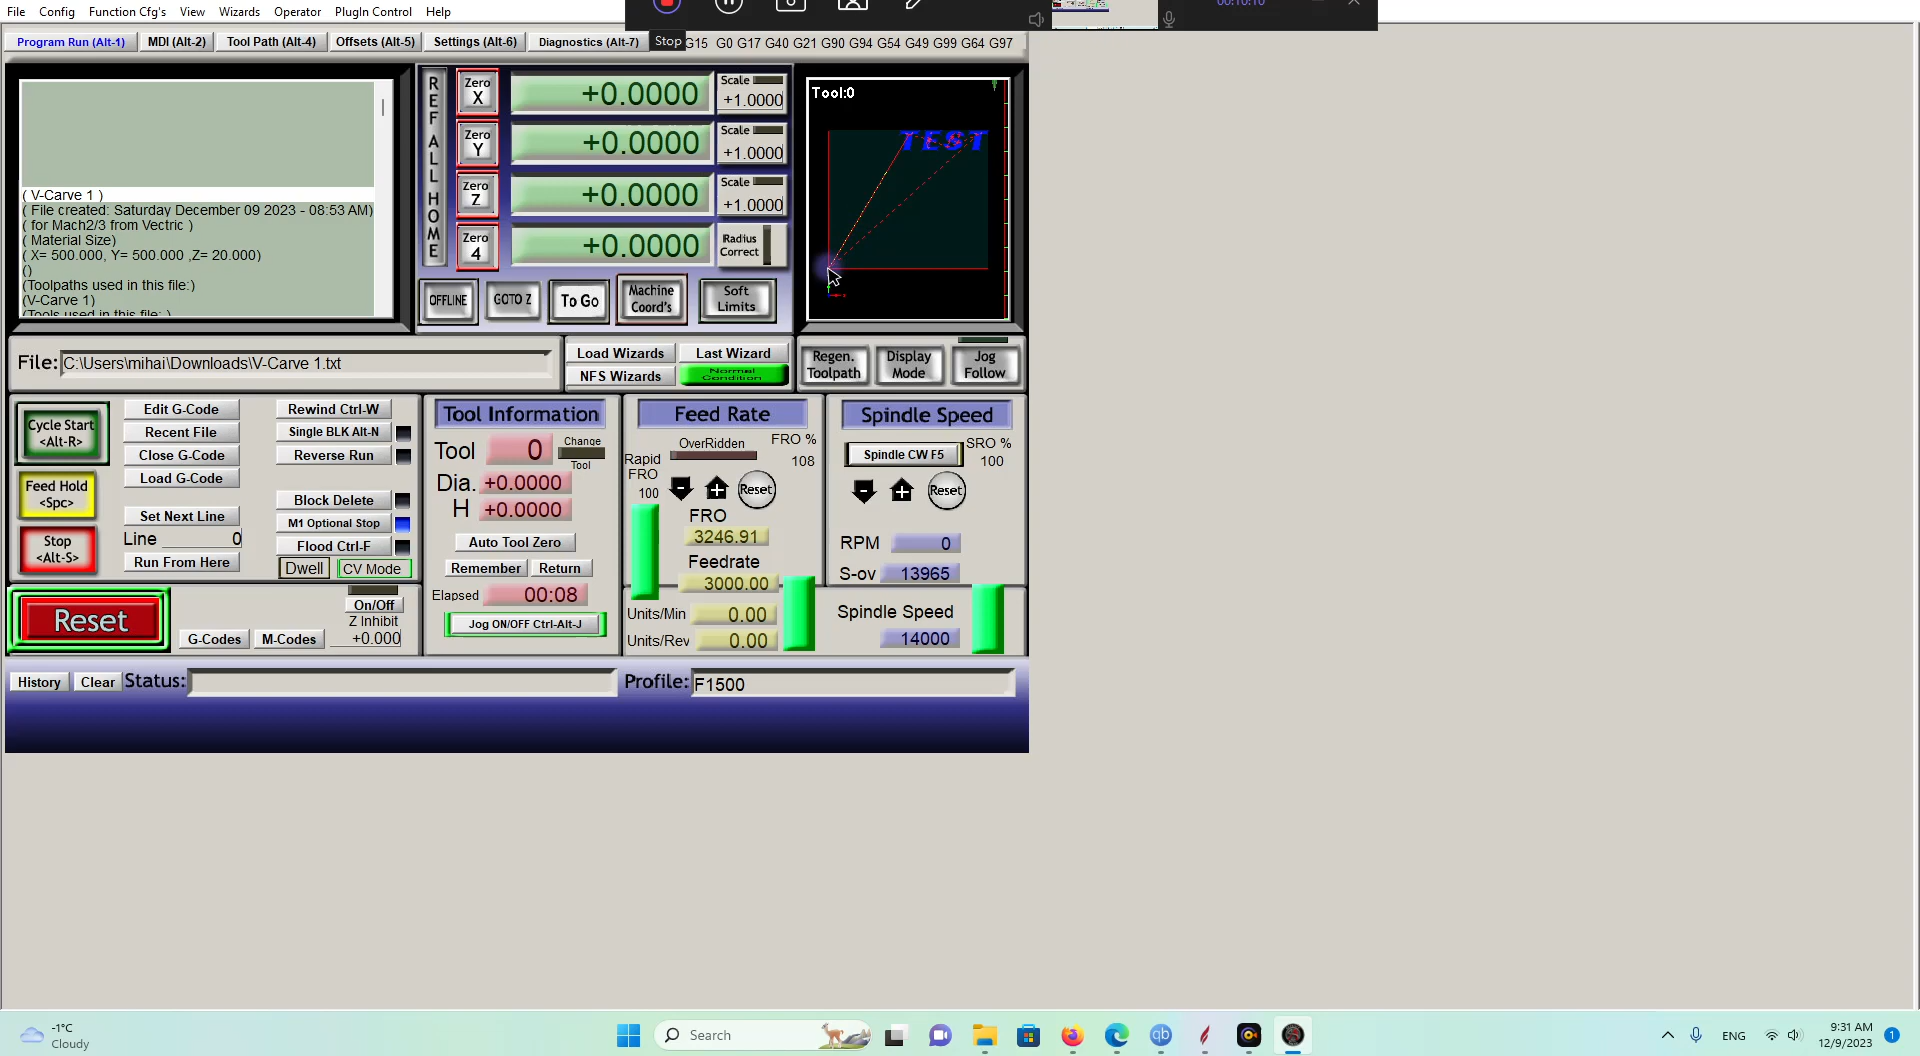 File Config Function Cfg's View Wizards Operator PlugIn Control Help
00:10:10
Program Run (Alt-1) MDI (Alt-2) Tool Path (Alt-4) Offsets (Alt-5) Settings (Alt-6) Diagnostics (Alt-7) Stop G15 G0 G17 G40 G21 G90 G94 G54 G49 G99 G64 G97
( V-Carve 1 )
( File created: Saturday December 09 2023 - 08:53 AM)
( for Mach2/3 from Vectric )
( Material Size)
( X= 500.000, Y= 500.000 ,Z= 20.000)
()
(Toolpaths used in this file:)
(V-Carve 1)
(Tools used in this file: )
REF ALL HOME
Zero X +0.0000 Scale +1.0000
Zero Y +0.0000 Scale +1.0000
Zero Z +0.0000 Scale +1.0000
Zero 4 +0.0000 Radius Correct
OFFLINE GOTO Z To Go Machine Coord's Soft Limits
Tool:0
TEST
File: C:\Users\mihai\Downloads\V-Carve 1.txt
Load Wizards Last Wizard
NFS Wizards Normal Condition
Regen. Toolpath Display Mode Jog Follow
Cycle Start <Alt-R>
Feed Hold <Spc>
Stop <Alt-S>
Edit G-Code
Recent File
Close G-Code
Load G-Code
Set Next Line
Line 0
Run From Here
Rewind Ctrl-W
Single BLK Alt-N
Reverse Run
Block Delete
M1 Optional Stop
Flood Ctrl-F
Dwell CV Mode
Reset
G-Codes M-Codes
On/Off
Z Inhibit
+0.000
Tool Information
Tool 0 Change Tool
Dia. +0.0000
H +0.0000
Auto Tool Zero
Remember Return
Elapsed 00:08
Jog ON/OFF Ctrl-Alt-J
Feed Rate
OverRidden FRO %
108
Rapid FRO
100
Reset
FRO
3246.91
Feedrate
3000.00
Units/Min 0.00
Units/Rev 0.00
Spindle Speed
Spindle CW F5 SRO %
100
Reset
RPM 0
S-ov 13965
Spindle Speed
14000
History Clear Status: Profile: F1500
-1°C
Cloudy
Search
qb
ENG
9:31 AM
12/9/2023
1